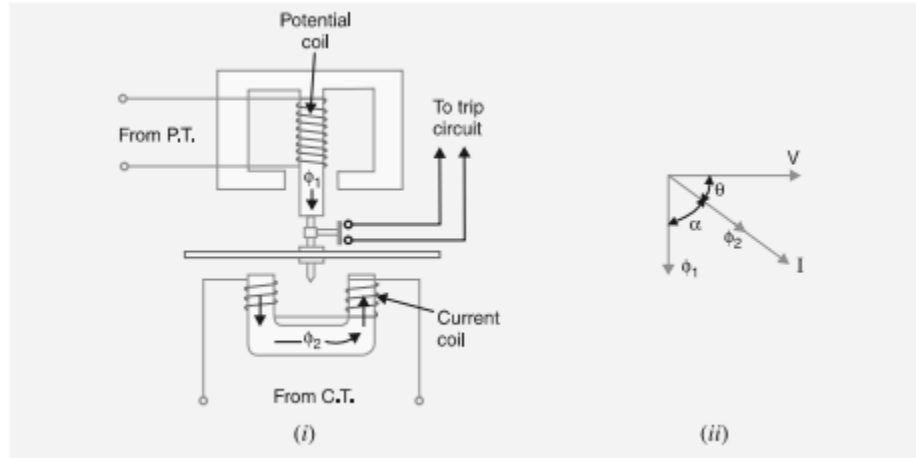 Potential
coil
From P.T.
ϕ1
To trip
circuit
ϕ2
Current
coil
From C.T.
(i)
V
θ
α
ϕ2
ϕ1
I
(ii)